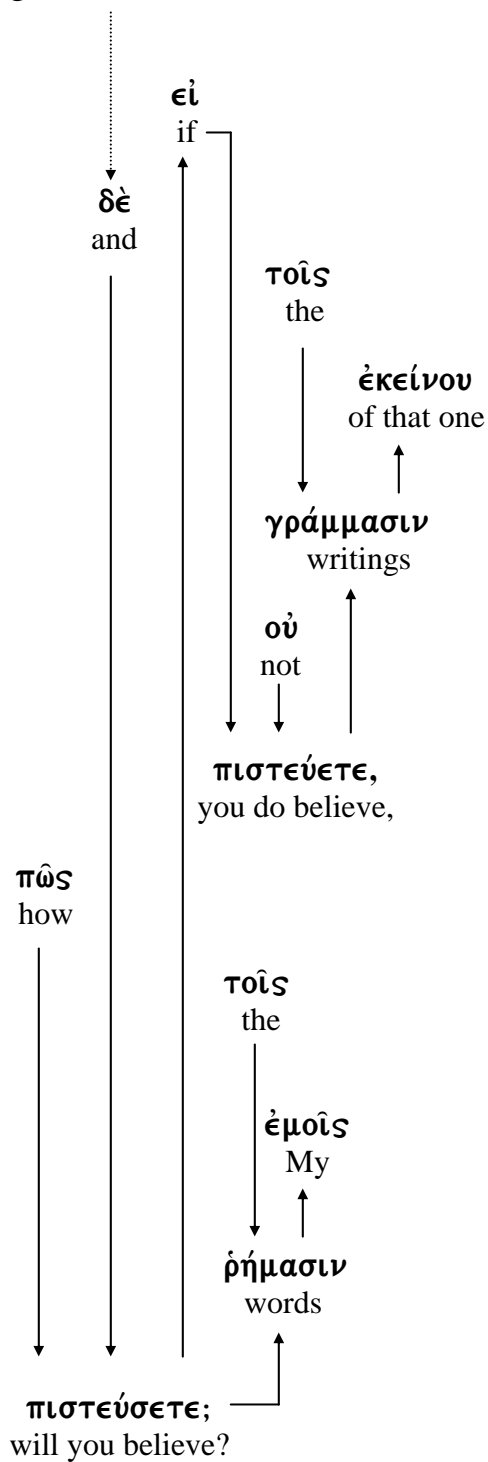 εἰ
if
δὲ
and
τοῖς
the
ἐκείνου
of that one
γράμμασιν
writings
οὐ
not
πιστεύετε,
you do believe,
πῶς
how
τοῖς
the
ἐμοῖς
My
ῥήμασιν
words
πιστεύσετε;
will you believe?